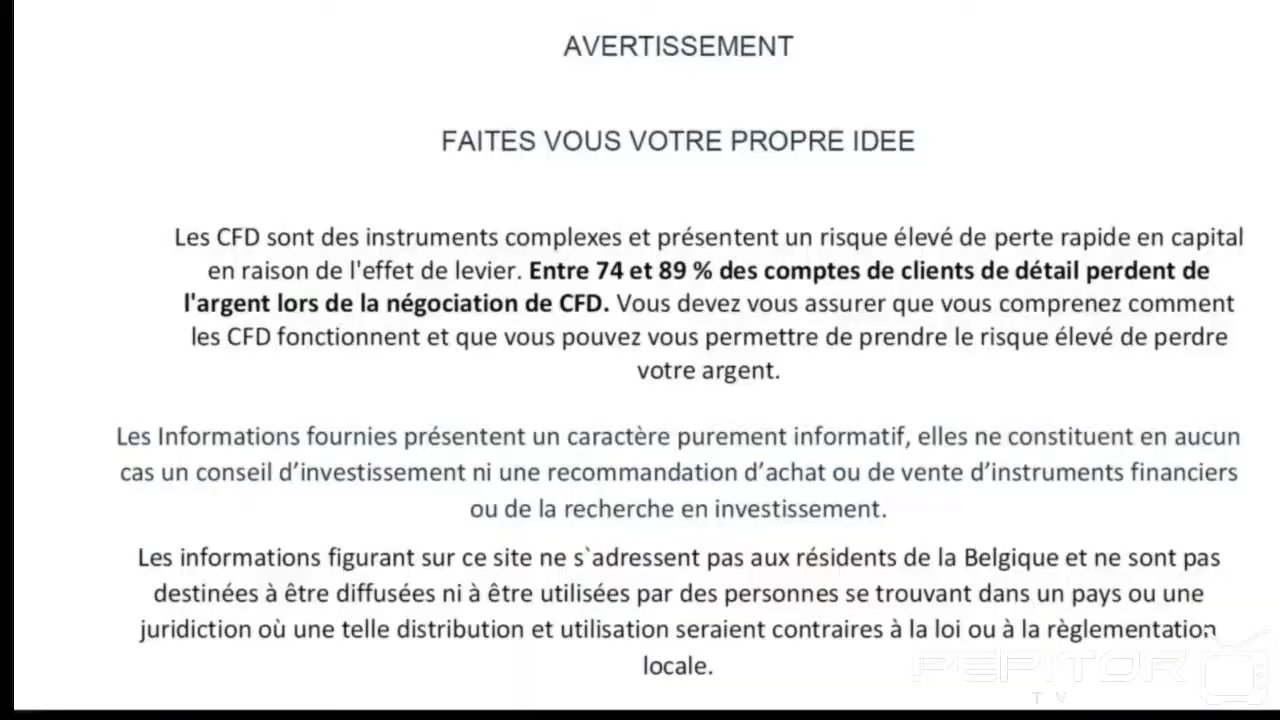 AVERTISSEMENT
FAITES VOUS VOTRE PROPRE IDEE
Les CFD sont des instruments complexes et présentent un risque élevé de perte rapide en capital
en raison de l'effet de levier. Entre 74 et 89 % des comptes de clients de détail perdent de
l'argent lors de la négociation de CFD. Vous devez vous assurer que vous comprenez comment
les CFD fonctionnent et que vous pouvez vous permettre de prendre le risque élevé de perdre
votre argent.
Les Informations fournies présentent un caractère purement informatif, elles ne constituent en aucun
cas un conseil d’investissement ni une recommandation d’achat ou de vente d’instruments financiers
ou de la recherche en investissement.
Les informations figurant sur ce site ne s`adressent pas aux résidents de la Belgique et ne sont pas
destinées à être diffusées ni à être utilisées par des personnes se trouvant dans un pays ou une
juridiction où une telle distribution et utilisation seraient contraires à la loi ou à la règlementation
locale.
PEPITOR
TV